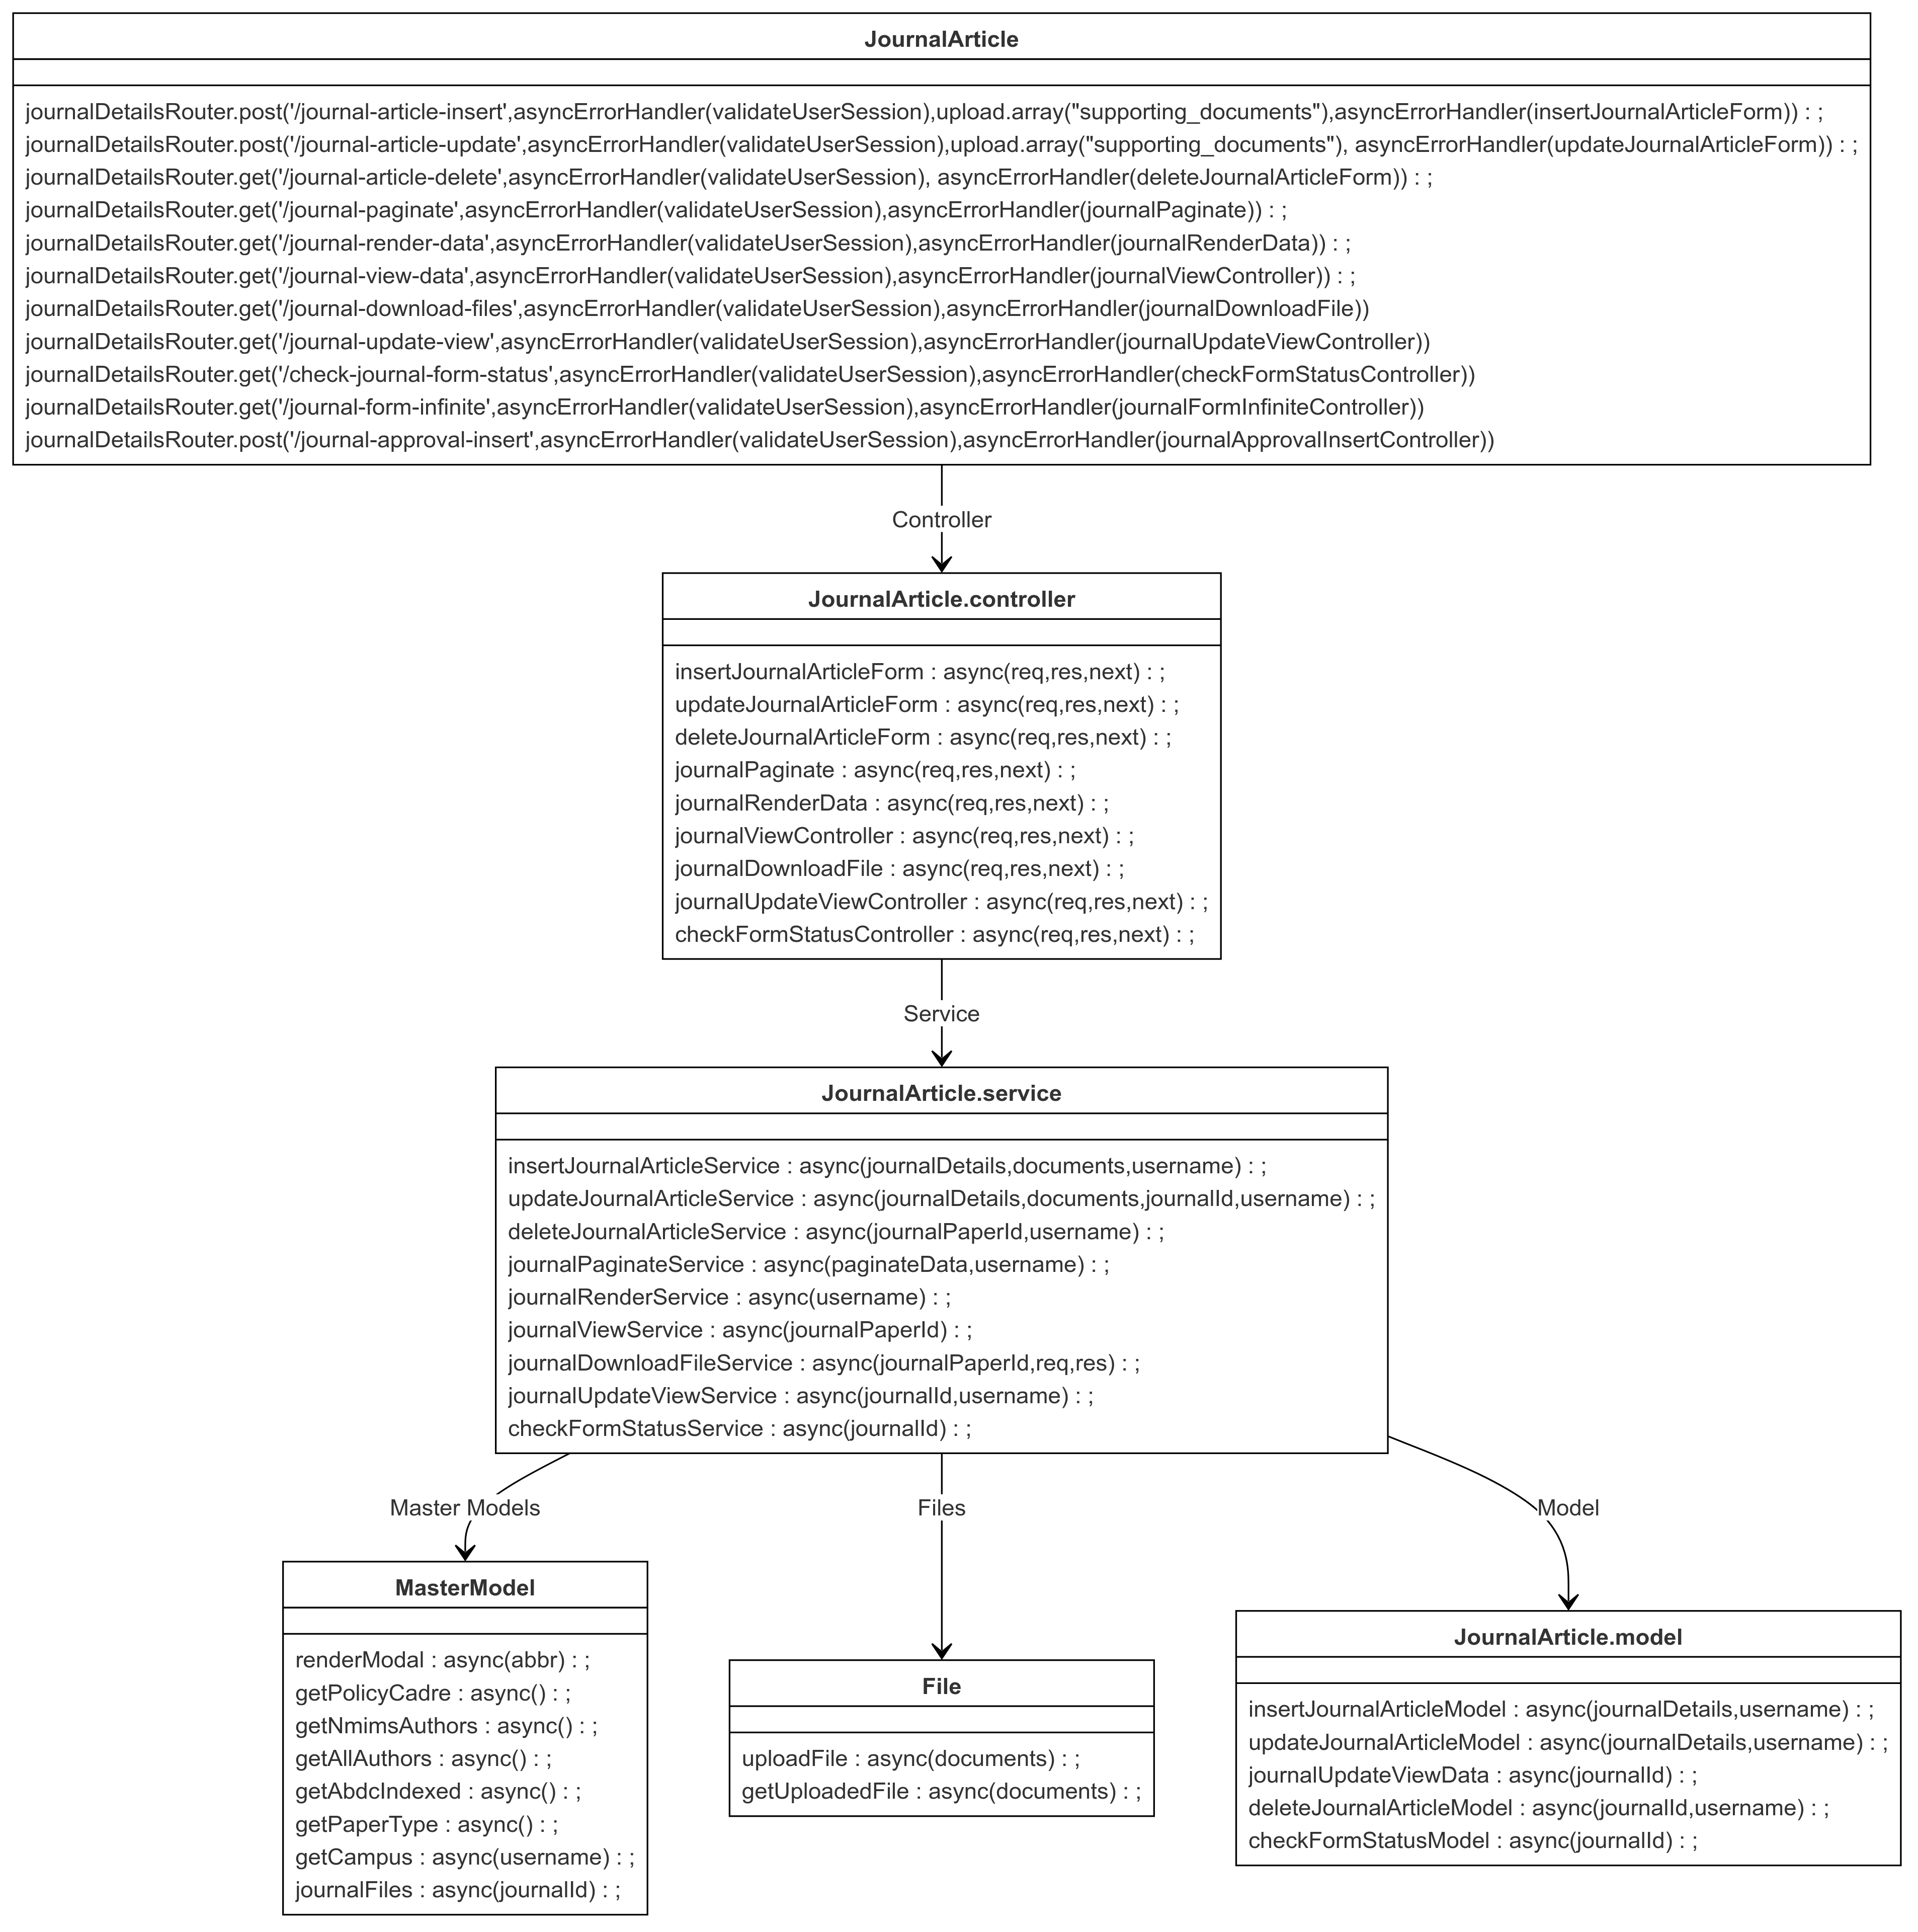 JournalArticle
journalDetailsRouter.post('/journal-article-insert',asyncErrorHandler(validateUserSession),upload.array("supporting_documents"),asyncErrorHandler(insertJournalArticleForm)) : ;
journalDetailsRouter.post('/journal-article-update',asyncErrorHandler(validateUserSession),upload.array("supporting_documents"), asyncErrorHandler(updateJournalArticleForm)) : ;
journalDetailsRouter.get('/journal-article-delete',asyncErrorHandler(validateUserSession), asyncErrorHandler(deleteJournalArticleForm)) : ;
journalDetailsRouter.get('/journal-paginate',asyncErrorHandler(validateUserSession),asyncErrorHandler(journalPaginate)) : ;
journalDetailsRouter.get('/journal-render-data',asyncErrorHandler(validateUserSession),asyncErrorHandler(journalRenderData)) : ;
journalDetailsRouter.get('/journal-view-data',asyncErrorHandler(validateUserSession),asyncErrorHandler(journalViewController)) : ;
journalDetailsRouter.get('/journal-download-files',asyncErrorHandler(validateUserSession),asyncErrorHandler(journalDownloadFile))
journalDetailsRouter.get('/journal-update-view',asyncErrorHandler(validateUserSession),asyncErrorHandler(journalUpdateViewController))
journalDetailsRouter.get('/check-journal-form-status',asyncErrorHandler(validateUserSession),asyncErrorHandler(checkFormStatusController))
journalDetailsRouter.get('/journal-form-infinite',asyncErrorHandler(validateUserSession),asyncErrorHandler(journalFormInfiniteController))
journalDetailsRouter.post('/journal-approval-insert',asyncErrorHandler(validateUserSession),asyncErrorHandler(journalApprovalInsertController))
Controller
JournalArticle.controller
insertJournalArticleForm : async(req,res,next) : ;
updateJournalArticleForm : async(req,res,next) : ;
deleteJournalArticleForm : async(req,res,next) : ;
journalPaginate : async(req,res,next) : ;
journalRenderData : async(req,res,next) : ;
journalViewController : async(req,res,next) : ;
journalDownloadFile : async(req,res,next) : ;
journalUpdateViewController : async(req,res,next) : ;
checkFormStatusController : async(req,res,next) : ;
Service
JournalArticle.service
insertJournalArticleService : async(journalDetails,documents,username) : ;
updateJournalArticleService : async(journalDetails,documents,journalId,username) : ;
deleteJournalArticleService : async(journalPaperId,username) : ;
journalPaginateService : async(paginateData,username) : ;
journalRenderService : async(username) : ;
journalViewService : async(journalPaperId) : ;
journalDownloadFileService : async(journalPaperId,req,res) : ;
journalUpdateViewService : async(journalId,username) : ;
checkFormStatusService : async(journalId) : ;
Master Models
Files
Model
MasterModel
renderModal : async(abbr) : ;
getPolicyCadre : async() : ;
getNmimsAuthors : async() : ;
getAllAuthors : async() : ;
getAbdcIndexed : async() : ;
getPaperType : async() : ;
getCampus : async(username) : ;
journalFiles : async(journalId) : ;
File
uploadFile : async(documents) : ;
getUploadedFile : async(documents) : ;
JournalArticle.model
insertJournalArticleModel : async(journalDetails,username) : ;
updateJournalArticleModel : async(journalDetails,username) : ;
journalUpdateViewData : async(journalId) : ;
deleteJournalArticleModel : async(journalId,username) : ;
checkFormStatusModel : async(journalId) : ;